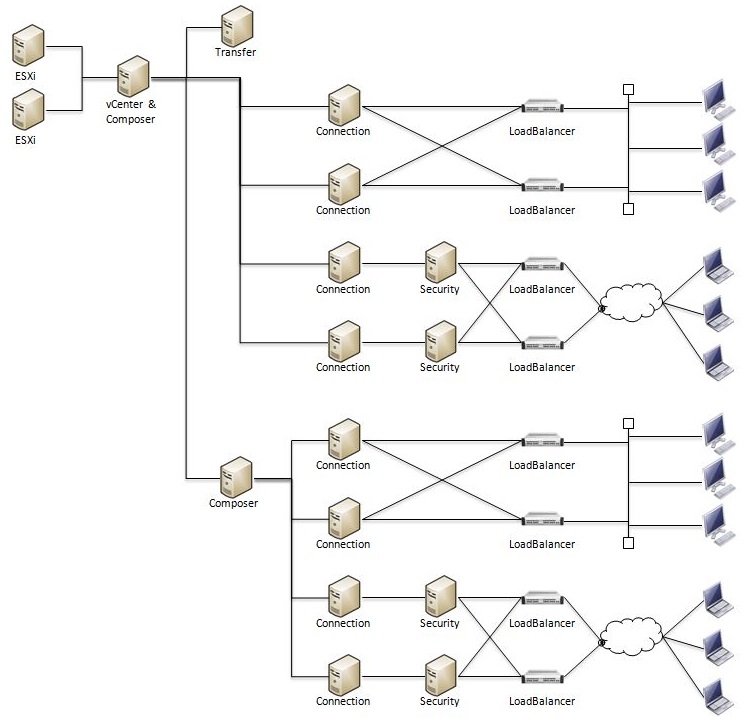 Transfer
ESXi
vCenter &
Composer
ESXi
Connection
LoadBalancer
Connection
LoadBalancer
Connection
Security
LoadBalancer
Connection
Security
LoadBalancer
Connection
LoadBalancer
Composer
Connection
LoadBalancer
Connection
Security
LoadBalancer
Connection
Security
LoadBalancer